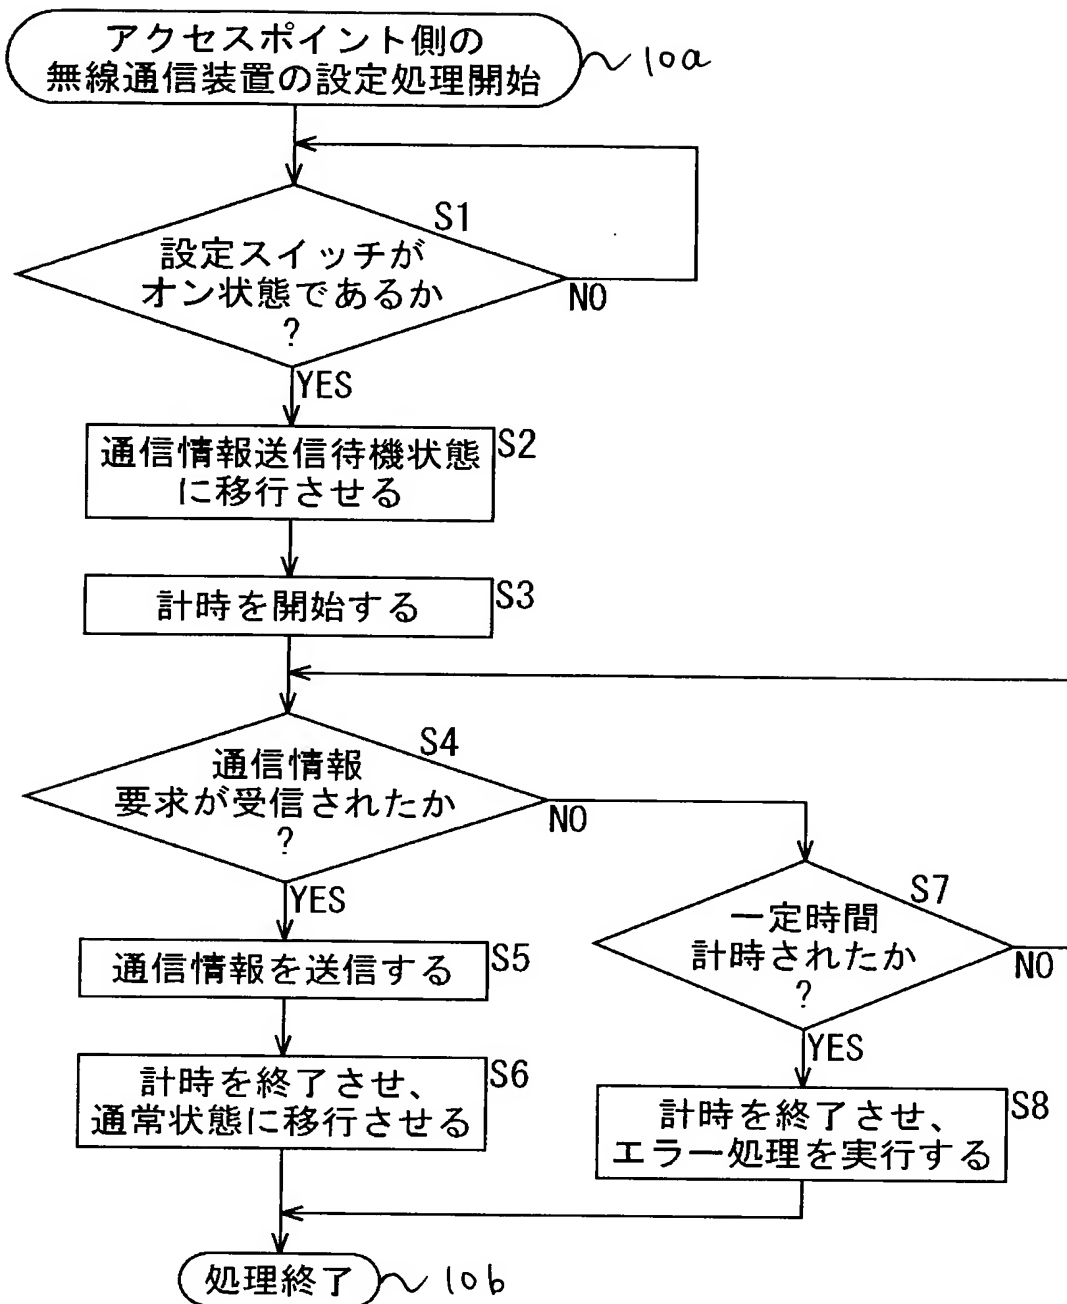 アクセスポイント側の
無線通信装置の設定処理開始
10a
S1
設定スイッチが
オン状態であるか
?
NO
YES
S2
通信情報送信待機状態
に移行させる
S3
計時を開始する
S4
通信情報
要求が受信されたか
?
NO
YES
S7
一定時間
計時されたか
?
NO
YES
S5
通信情報を送信する
S6
計時を終了させ、
通常状態に移行させる
S8
計時を終了させ、
エラー処理を実行する
処理終了
10b